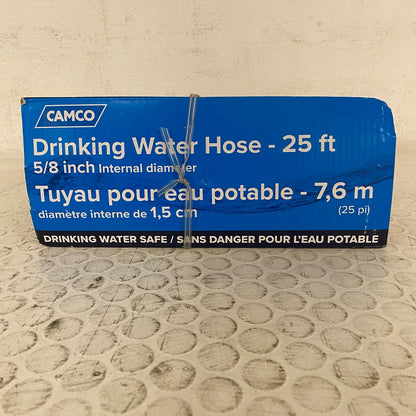 CAMCO
Drinking Water Hose - 25 ft
5/8 inch Internal diameter
Tuyau pour eau potable - 7,6 m
diamètre interne de 1,5 cm (25 pi)
DRINKING WATER SAFE / SANS DANGER POUR L'EAU POTABLE